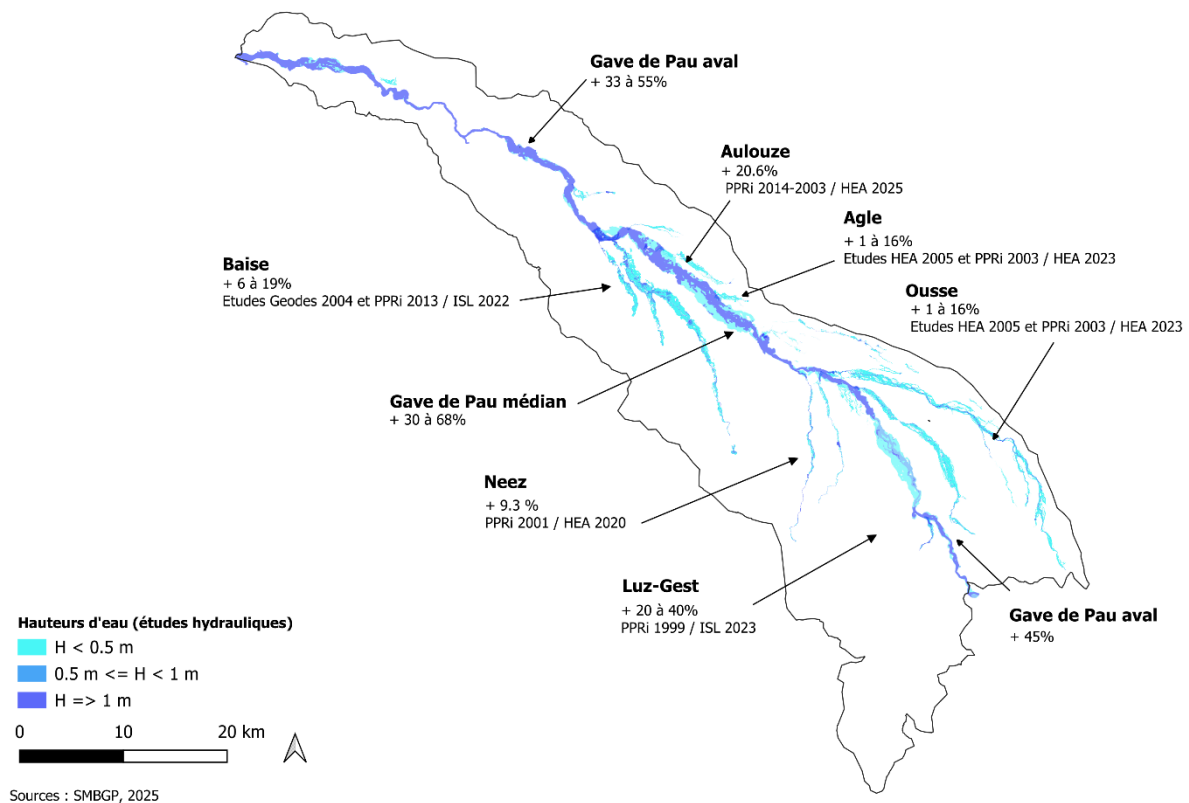 Gave de Pau aval
+ 33 à 55%
Aulouze
+ 20.6%
PPRi 2014-2003 / HEA 2025
Agle
+ 1 à 16%
Etudes HEA 2005 et PPRi 2003 / HEA 2023
Baise
+ 6 à 19%
Etudes Geodes 2004 et PPRi 2013 / ISL 2022
Ousse
+ 1 à 16%
Etudes HEA 2005 et PPRi 2003 / HEA 2023
Gave de Pau médian
+ 30 à 68%
Neez
+ 9.3 %
PPRi 2001 / HEA 2020
Luz-Gest
+ 20 à 40%
PPRi 1999 / ISL 2023
Gave de Pau aval
+ 45%
Hauteurs d'eau (études hydrauliques)
H < 0.5 m
0.5 m <= H < 1 m
H => 1 m
0 10 20 km
Sources : SMBGP, 2025